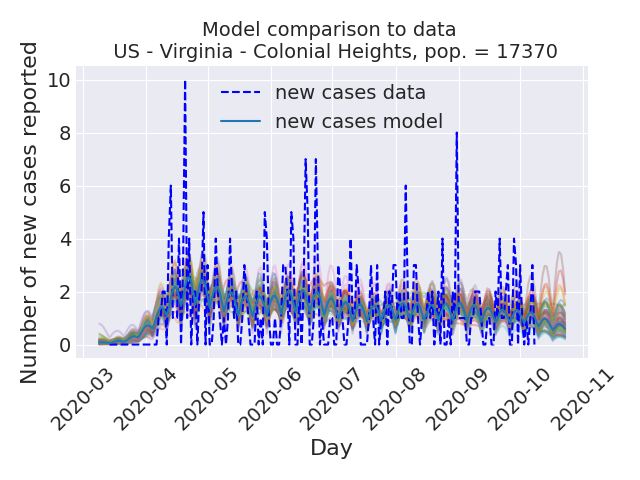 Model comparison to data
US - Virginia - Colonial Heights, pop. = 17370
Number of new cases reported
10
8
6
4
2
0
new cases data
new cases model
2020-03
2020-04
2020-05
2020-06
2020-07
2020-08
2020-09
2020-10
2020-11
Day